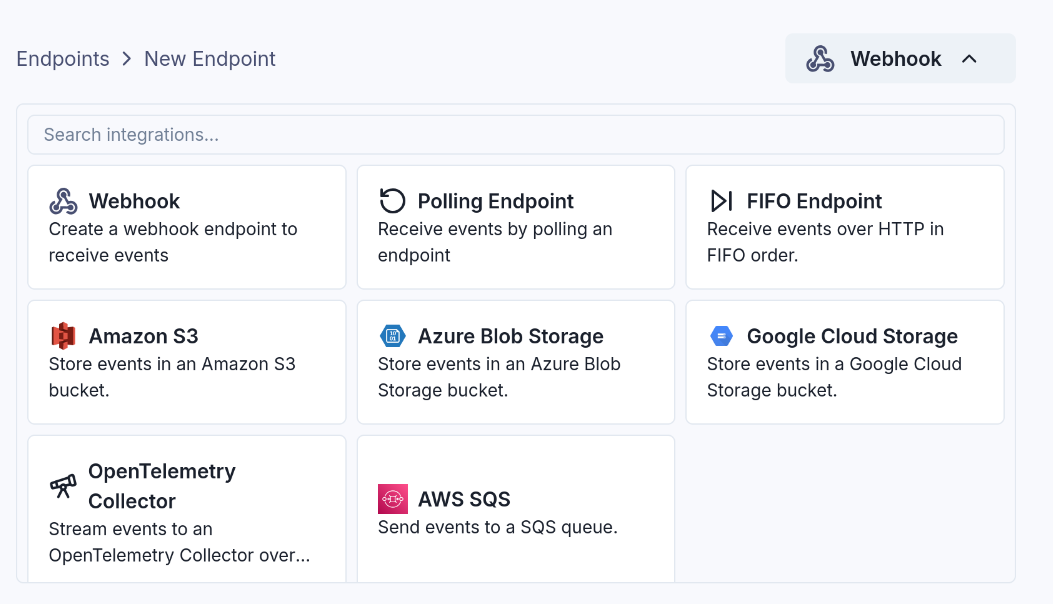 Endpoints > New Endpoint
Webhook
Search integrations...
Webhook
Create a webhook endpoint to
receive events
Polling Endpoint
Receive events by polling an
endpoint
FIFO Endpoint
Receive events over HTTP in
FIFO order.
Amazon S3
Store events in an Amazon S3
bucket.
Azure Blob Storage
Store events in an Azure Blob
Storage bucket.
Google Cloud Storage
Store events in a Google Cloud
Storage bucket.
OpenTelemetry
Collector
Stream events to an
OpenTelemetry Collector over...
AWS SQS
Send events to a SQS queue.